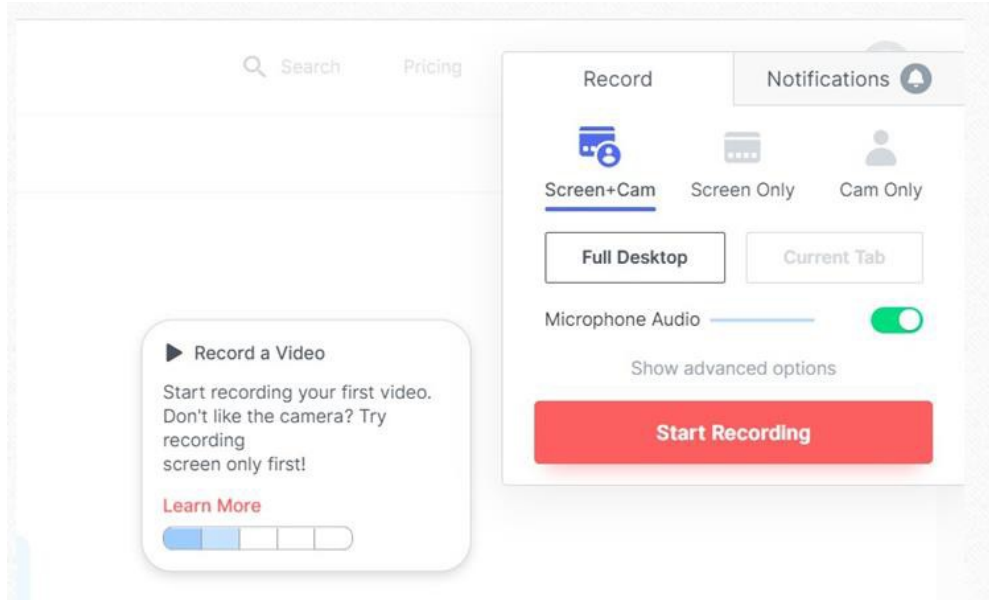 Search Pricing
Record Notifications
Screen+Cam Screen Only Cam Only
Full Desktop Current Tab
Microphone Audio
Show advanced options
Start Recording
Record a Video
Start recording your first video.
Don't like the camera? Try
recording
screen only first!
Learn More